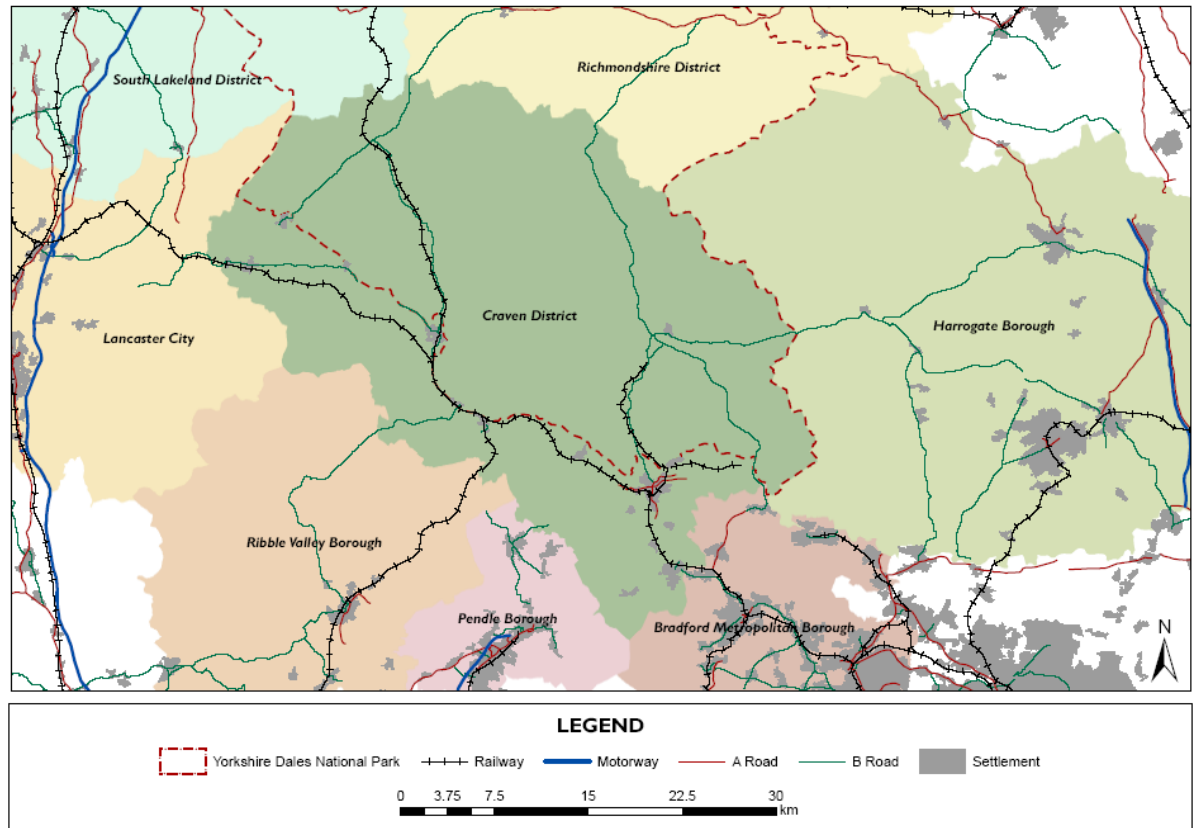 South Lakeland District
Richmondshire District
Craven District
Harrogate Borough
Lancaster City
Ribble Valley Borough
Pendle Borough
Bradford Metropolitan Borough
N
LEGEND
Yorkshire Dales National Park Railway Motorway A Road B Road Settlement
0 3.75 7.5 15 22.5 30
km